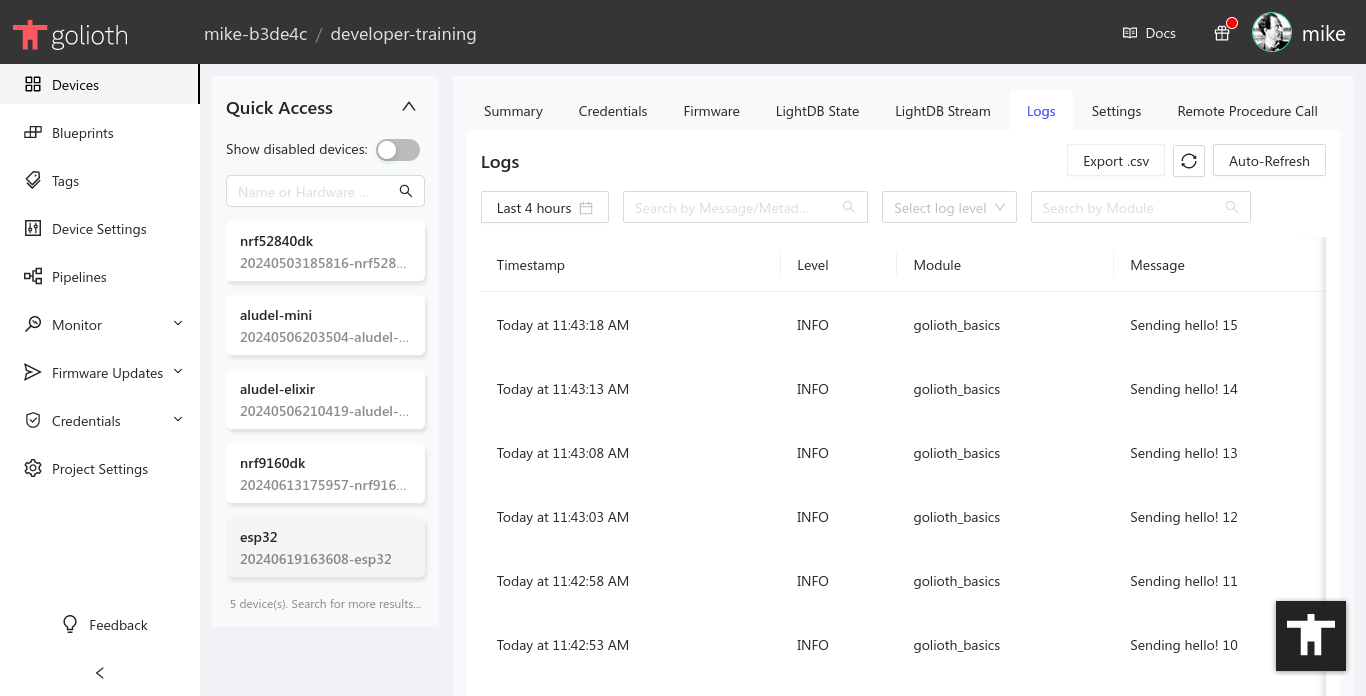 golioth
mike-b3de4c / developer-training
Docs
mike
Devices
Blueprints
Tags
Device Settings
Pipelines
Monitor
Firmware Updates
Credentials
Project Settings
Feedback
Quick Access
Show disabled devices:
Name or Hardware ...
nrf52840dk
20240503185816-nrf528...
aludel-mini
20240506203504-aludel-...
aludel-elixir
20240506210419-aludel-...
nrf9160dk
20240613175957-nrf916...
esp32
20240619163608-esp32
5 device(s). Search for more results...
Summary Credentials Firmware LightDB State LightDB Stream Logs Settings Remote Procedure Call
Logs
Export .csv Auto-Refresh
Last 4 hours Search by Message/Metad... Select log level Search by Module
Timestamp Level Module Message
Today at 11:43:18 AM INFO golioth_basics Sending hello! 15
Today at 11:43:13 AM INFO golioth_basics Sending hello! 14
Today at 11:43:08 AM INFO golioth_basics Sending hello! 13
Today at 11:43:03 AM INFO golioth_basics Sending hello! 12
Today at 11:42:58 AM INFO golioth_basics Sending hello! 11
Today at 11:42:53 AM INFO golioth_basics Sending hello! 10